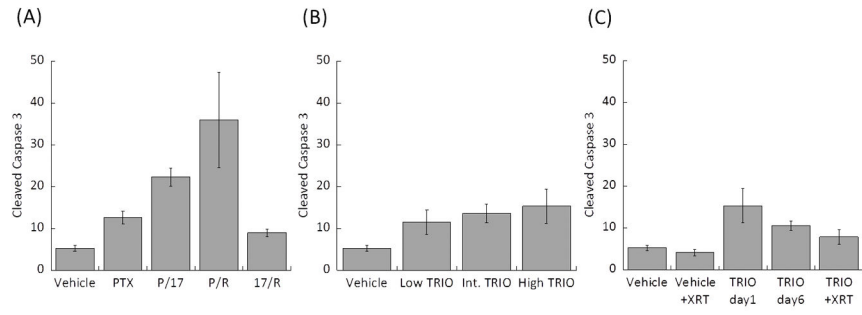 (A)
(B)
(C)
Cleaved Caspase 3
50
40
30
20
10
0
Vehicle PTX P/17 P/R 17/R
Cleaved Caspase 3
50
40
30
20
10
0
Vehicle Low TRIO Int. TRIO High TRIO
Cleaved Caspase 3
50
40
30
20
10
0
Vehicle Vehicle TRIO TRIO TRIO
+XRT day1 day6 +XRT